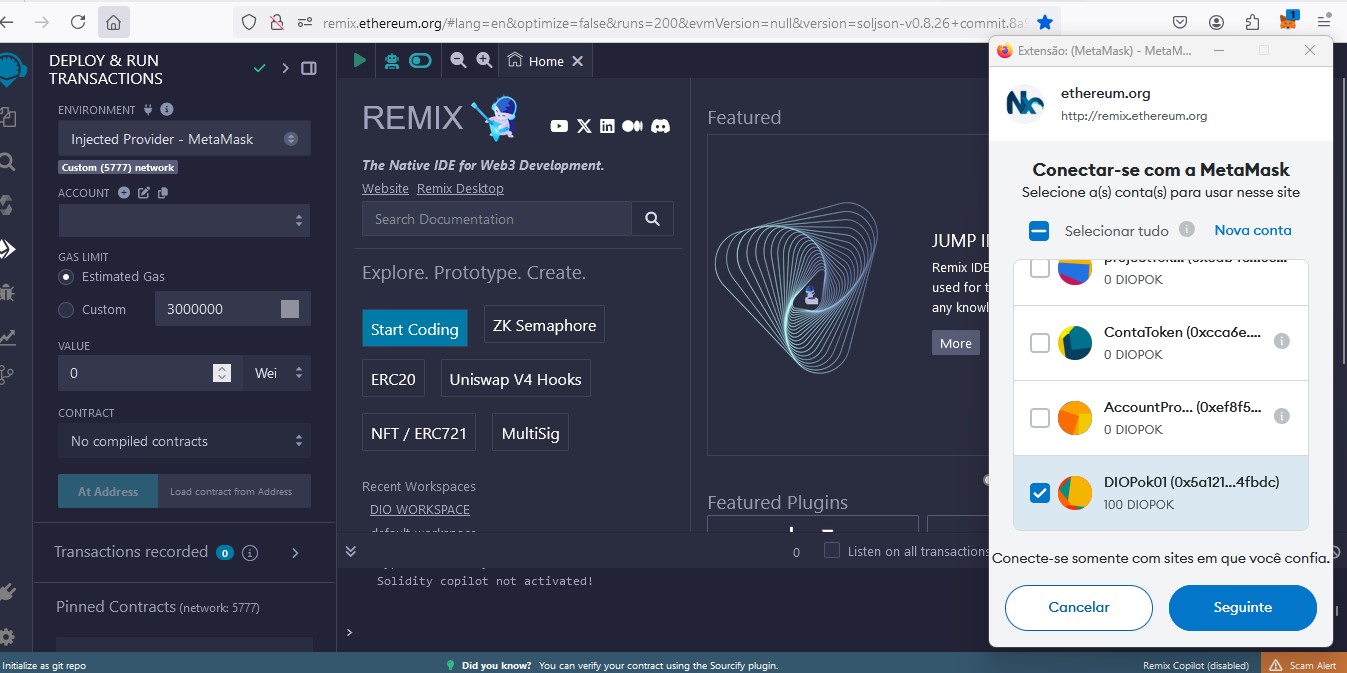 remix.ethereum.org/#lang=en&optimize=false&runs=200&evmVersion=null&version=soljson-v0.8.26+commit.8a
1
DEPLOY & RUN
TRANSACTIONS
ENVIRONMENT
Injected Provider - MetaMask
Custom (5777) network
ACCOUNT
GAS LIMIT
Estimated Gas
Custom
3000000
VALUE
0
Wei
CONTRACT
No compiled contracts
At Address
Load contract from Address
Transactions recorded 0
Pinned Contracts (network: 5777)
Initialize as git repo
Home
REMIX
The Native IDE for Web3 Development.
Website Remix Desktop
Search Documentation
Explore. Prototype. Create.
Start Coding
ZK Semaphore
ERC20
Uniswap V4 Hooks
NFT / ERC721
MultiSig
Recent Workspaces
DIO WORKSPACE
default workspace
Featured
JUMP I
Remix IDE
used for t
any knowl
More
Featured Plugins
0
Listen on all transactions
Solidity copilot not activated!
>
Did you know? You can verify your contract using the Sourcify plugin.
Remix Copilot (disabled)
Scam Alert
Extensão: (MetaMask) - MetaM...
ethereum.org
http://remix.ethereum.org
Conectar-se com a MetaMask
Selecione a(s) conta(s) para usar nesse site
Selecionar tudo
Nova conta
0 DIOPOK
ContaToken (0xcca6e....
0 DIOPOK
AccountPro... (0xef8f5...
0 DIOPOK
DIOPok01 (0x5a121...4fbdc)
100 DIOPOK
Conecte-se somente com sites em que você confia.
Cancelar
Seguinte